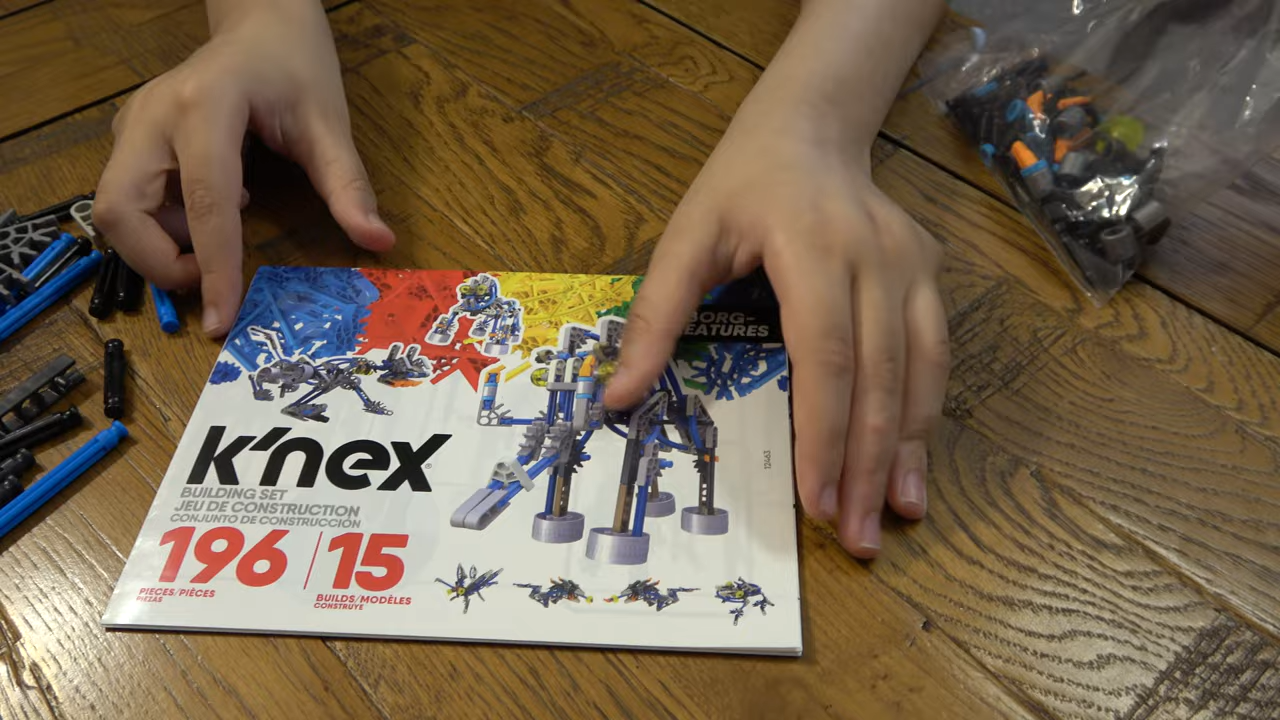 BORG-
EATURES
12463
K'nex®
BUILDING SET
JEU DE CONSTRUCTION
CONJUNTO DE CONSTRUCCIÓN
196 15
PIECES/PIÈCES
PIEZAS
BUILDS/MODÈLES
CONSTRUYE